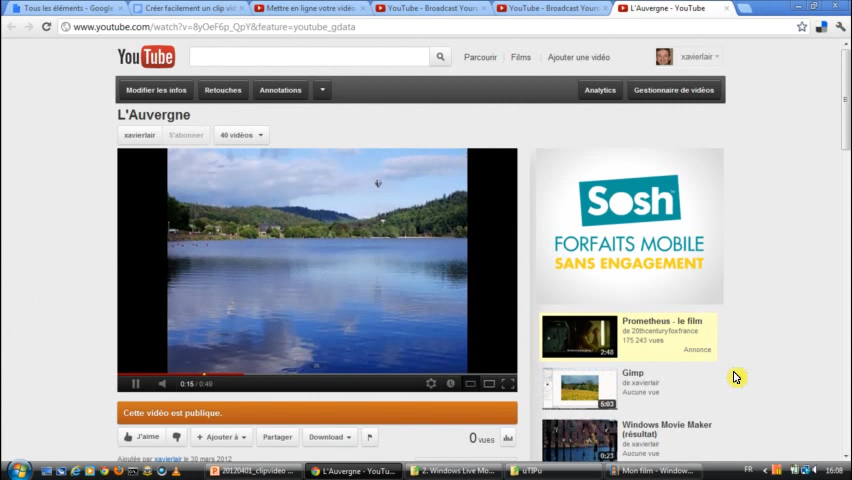 Tous les éléments - Google
Créer facilement un clip vid
Mettre en ligne votre vidéo
YouTube - Broadcast Yours
YouTube - Broadcast Yours
L'Auvergne - YouTube
www.youtube.com/watch?v=8yOeF6p_QpY&feature=youtube_gdata
YouTube
Parcourir
Films
Ajouter une vidéo
xavierlair
Modifier les infos
Retouches
Annotations
Analytics
Gestionnaire de vidéos
L'Auvergne
xavierlair
S'abonner
40 vidéos
Sosh
FORFAITS MOBILE
SANS ENGAGEMENT
Prometheus - le film
de 20thcenturyfoxfrance
175 243 vues
Annonce
2:48
Gimp
de xavierlair
Aucune vue
5:03
Windows Movie Maker
(résultat)
de xavierlair
Aucune vue
0:23
0:15 / 0:49
Cette vidéo est publique.
J'aime
+ Ajouter à
Partager
Download
0 vues
Ajoutée par xavierlair le 30 mars 2012
20120401_clipvideo ...
L'Auvergne - YouTu...
2. Windows Live Mo...
uTIPu
Mon film - Window...
FR
16:08